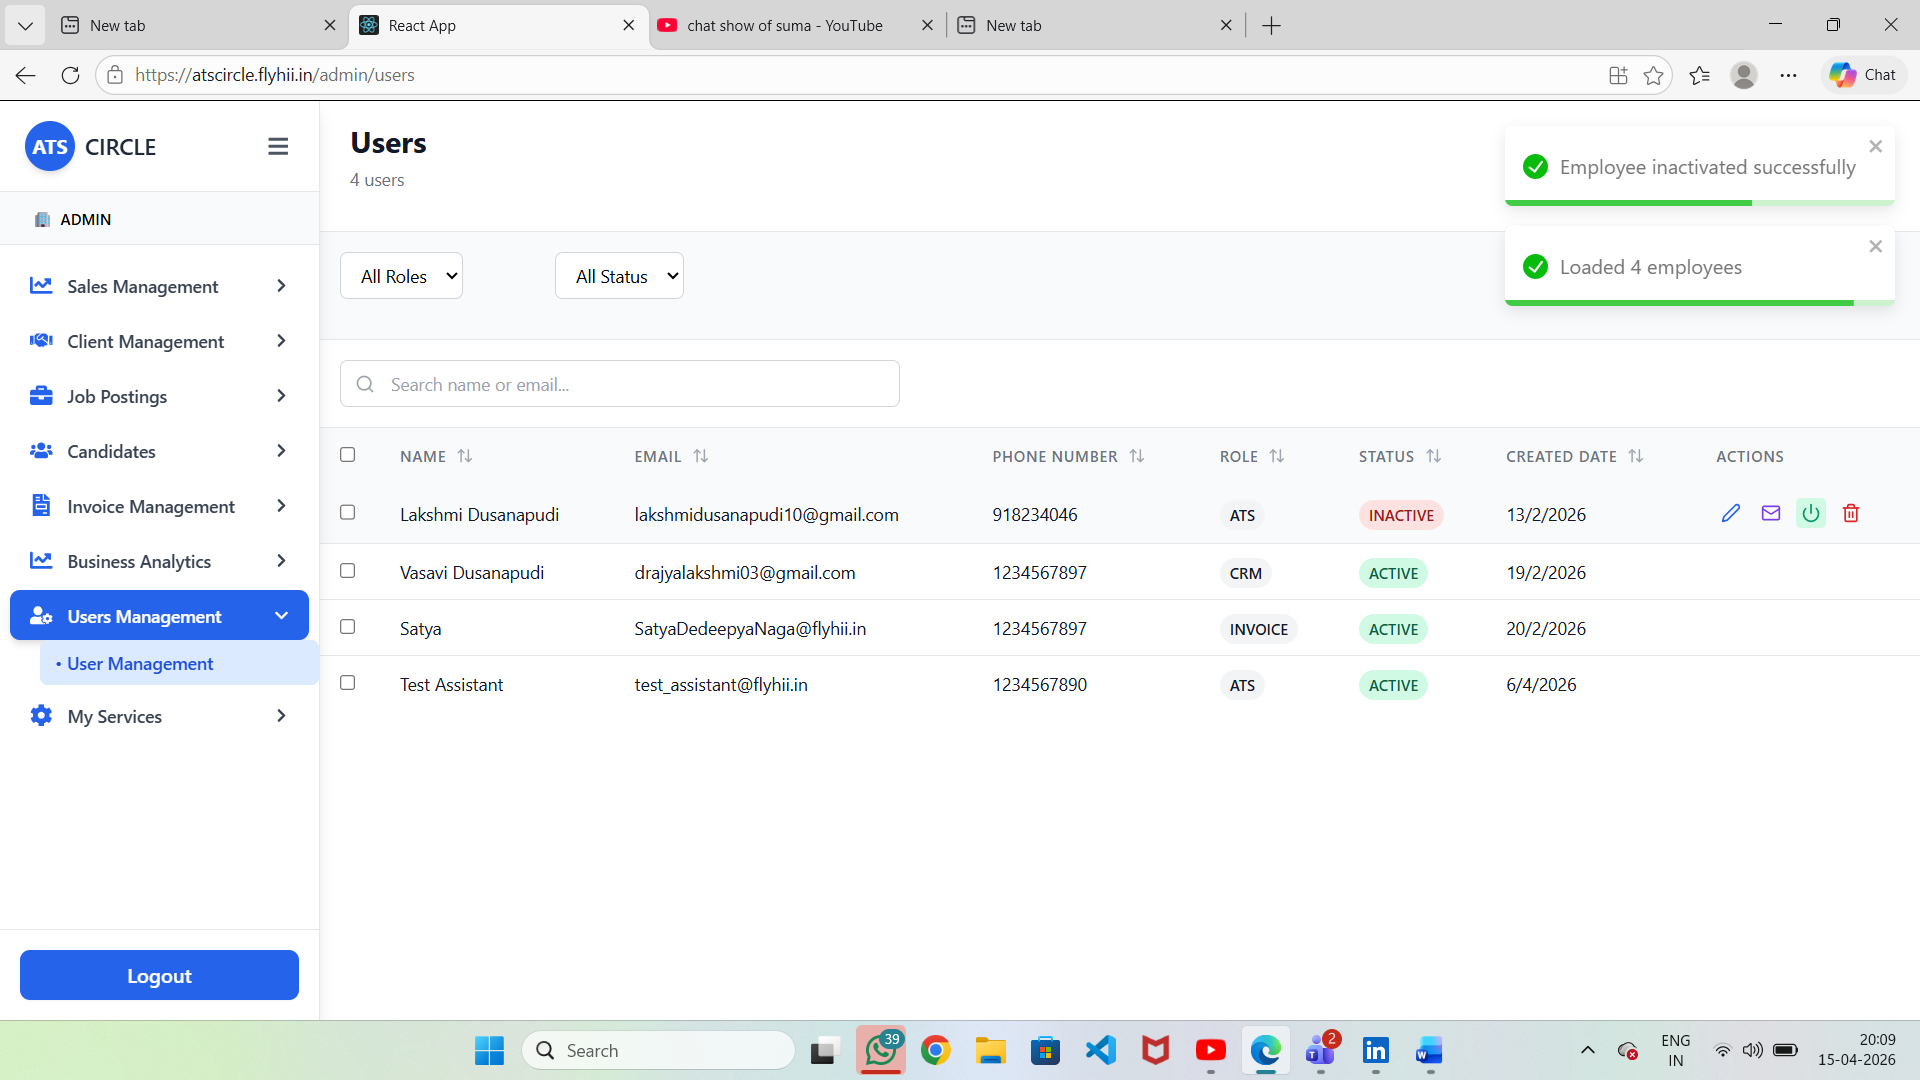 New tab
React App
chat show of suma - YouTube
New tab
https://atscircle.flyhii.in/admin/users
Chat
ATS CIRCLE
ADMIN
Sales Management
Client Management
Job Postings
Candidates
Invoice Management
Business Analytics
Users Management
• User Management
My Services
Logout
Users
4 users
Employee inactivated successfully
Loaded 4 employees
All Roles
All Status
Search name or email...
NAME EMAIL PHONE NUMBER ROLE STATUS CREATED DATE ACTIONS
Lakshmi Dusanapudi lakshmidusanapudi10@gmail.com 918234046 ATS INACTIVE 13/2/2026
Vasavi Dusanapudi drajyalakshmi03@gmail.com 1234567897 CRM ACTIVE 19/2/2026
Satya SatyaDedeepyaNaga@flyhii.in 1234567897 INVOICE ACTIVE 20/2/2026
Test Assistant test_assistant@flyhii.in 1234567890 ATS ACTIVE 6/4/2026
Search
39
2
ENG
IN
20:09
15-04-2026